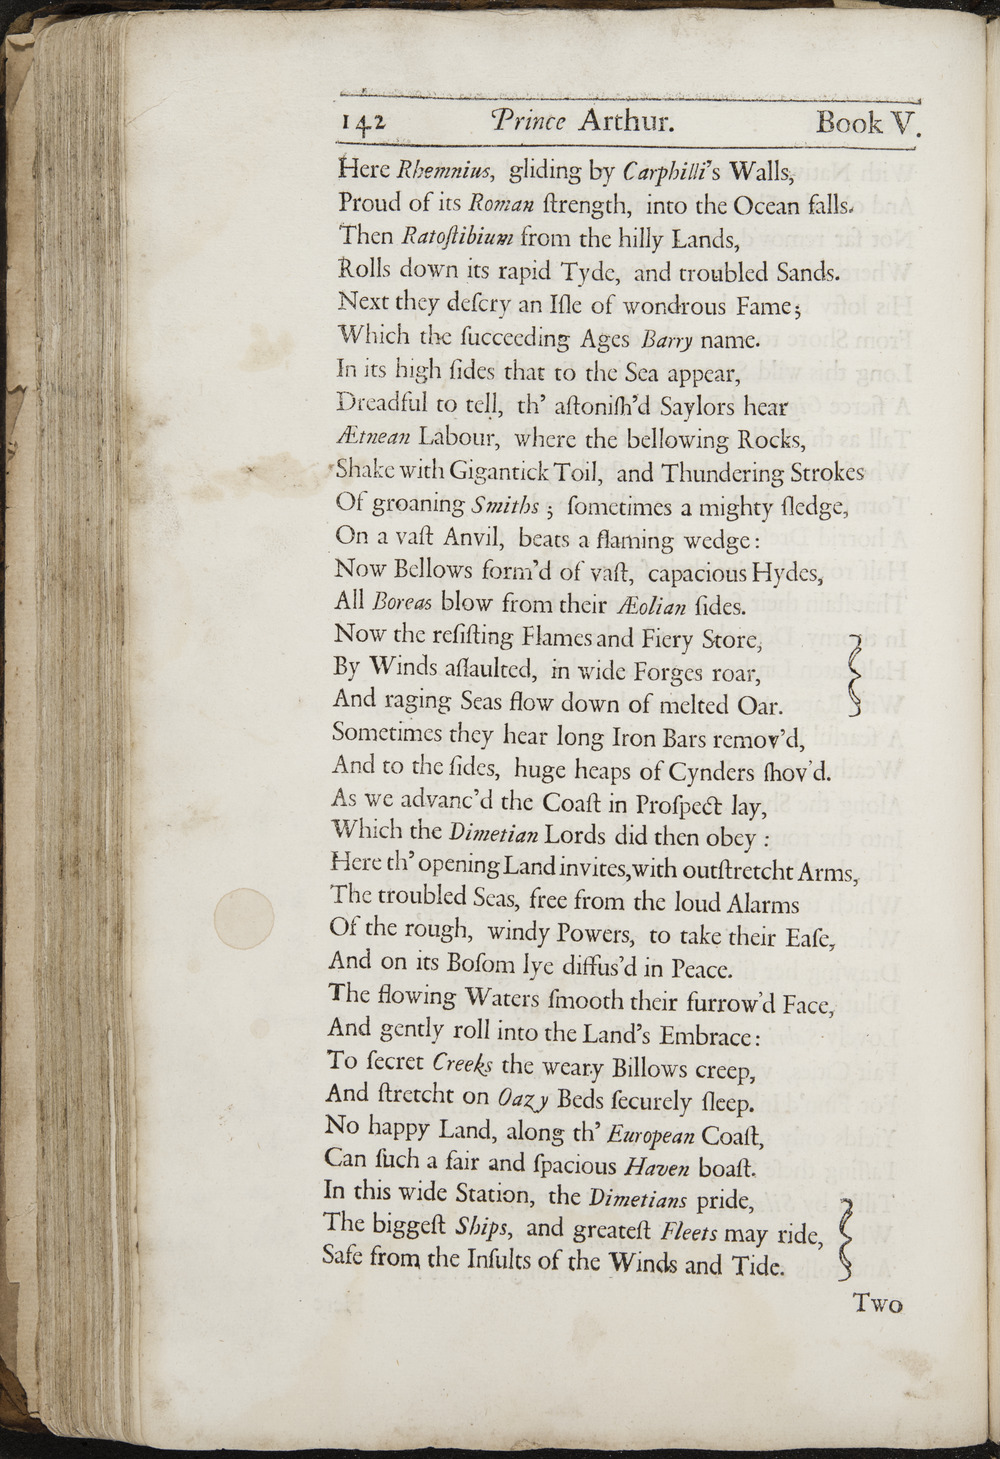 142 Prince Arthur. Book V.
Here Rhemnius, gliding by Carphilli's Walls,
Proud of its Roman ſtrength, into the Ocean falls.
Then Ratoſtibium from the hilly Lands,
Rolls down its rapid Tyde, and troubled Sands.
Next they deſcry an Iſle of wondrous Fame;
Which the ſucceeding Ages Barry name.
In its high ſides that to the Sea appear,
Dreadful to tell, th' aſtoniſh'd Saylors hear
Ætnean Labour, where the bellowing Rocks,
Shake with Gigantick Toil, and Thundering Strokes
Of groaning Smiths; ſometimes a mighty ſledge,
On a vaſt Anvil, beats a flaming wedge:
Now Bellows form'd of vaſt, capacious Hydes,
All Boreas blow from their Æolian ſides.
Now the reſiſting Flames and Fiery Store,
By Winds aſſaulted, in wide Forges roar,
And raging Seas flow down of melted Oar.
Sometimes they hear long Iron Bars remov'd,
And to the ſides, huge heaps of Cynders ſhov'd.
As we advanc'd the Coaſt in Proſpect lay,
Which the Dimetian Lords did then obey:
Here th' opening Land invites, with outſtretcht Arms,
The troubled Seas, free from the loud Alarms
Of the rough, windy Powers, to take their Eaſe,
And on its Boſom lye diffus'd in Peace.
The flowing Waters ſmooth their furrow'd Face,
And gently roll into the Land's Embrace:
To ſecret Creeks the weary Billows creep,
And ſtretcht on Oazy Beds ſecurely ſleep.
No happy Land, along th' European Coaſt,
Can ſuch a fair and ſpacious Haven boaſt.
In this wide Station, the Dimetians pride,
The biggeſt Ships, and greateſt Fleets may ride,
Safe from the Inſults of the Winds and Tide.
Two